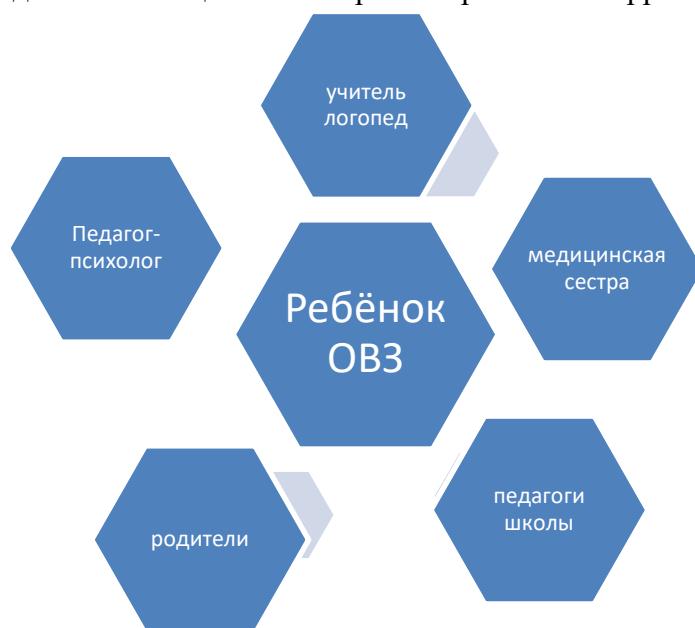 учитель
логопед
Педагог-
психолог
медицинская
сестра
Ребёнок
ОВЗ
педагоги
школы
родители